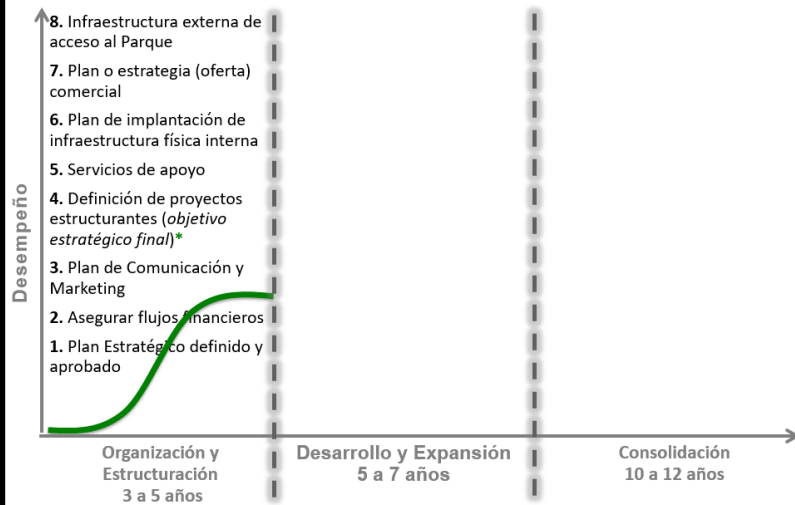 8. Infraestructura externa de
acceso al Parque
7. Plan o estrategia (oferta)
comercial
6. Plan de implantación de
infraestructura física interna
5. Servicios de apoyo
4. Definición de proyectos
estructurantes (objetivo
estratégico final)*
3. Plan de Comunicación y
Marketing
2. Asegurar flujos financieros
1. Plan Estratégico definido y
aprobado
Desempeño
Organización y
Estructuración
3 a 5 años
Desarrollo y Expansión
5 a 7 años
Consolidación
10 a 12 años